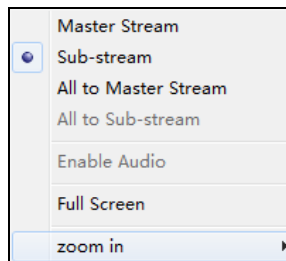 Master Stream
Sub-stream
All to Master Stream
All to Sub-stream
Enable Audio
Full Screen
zoom in